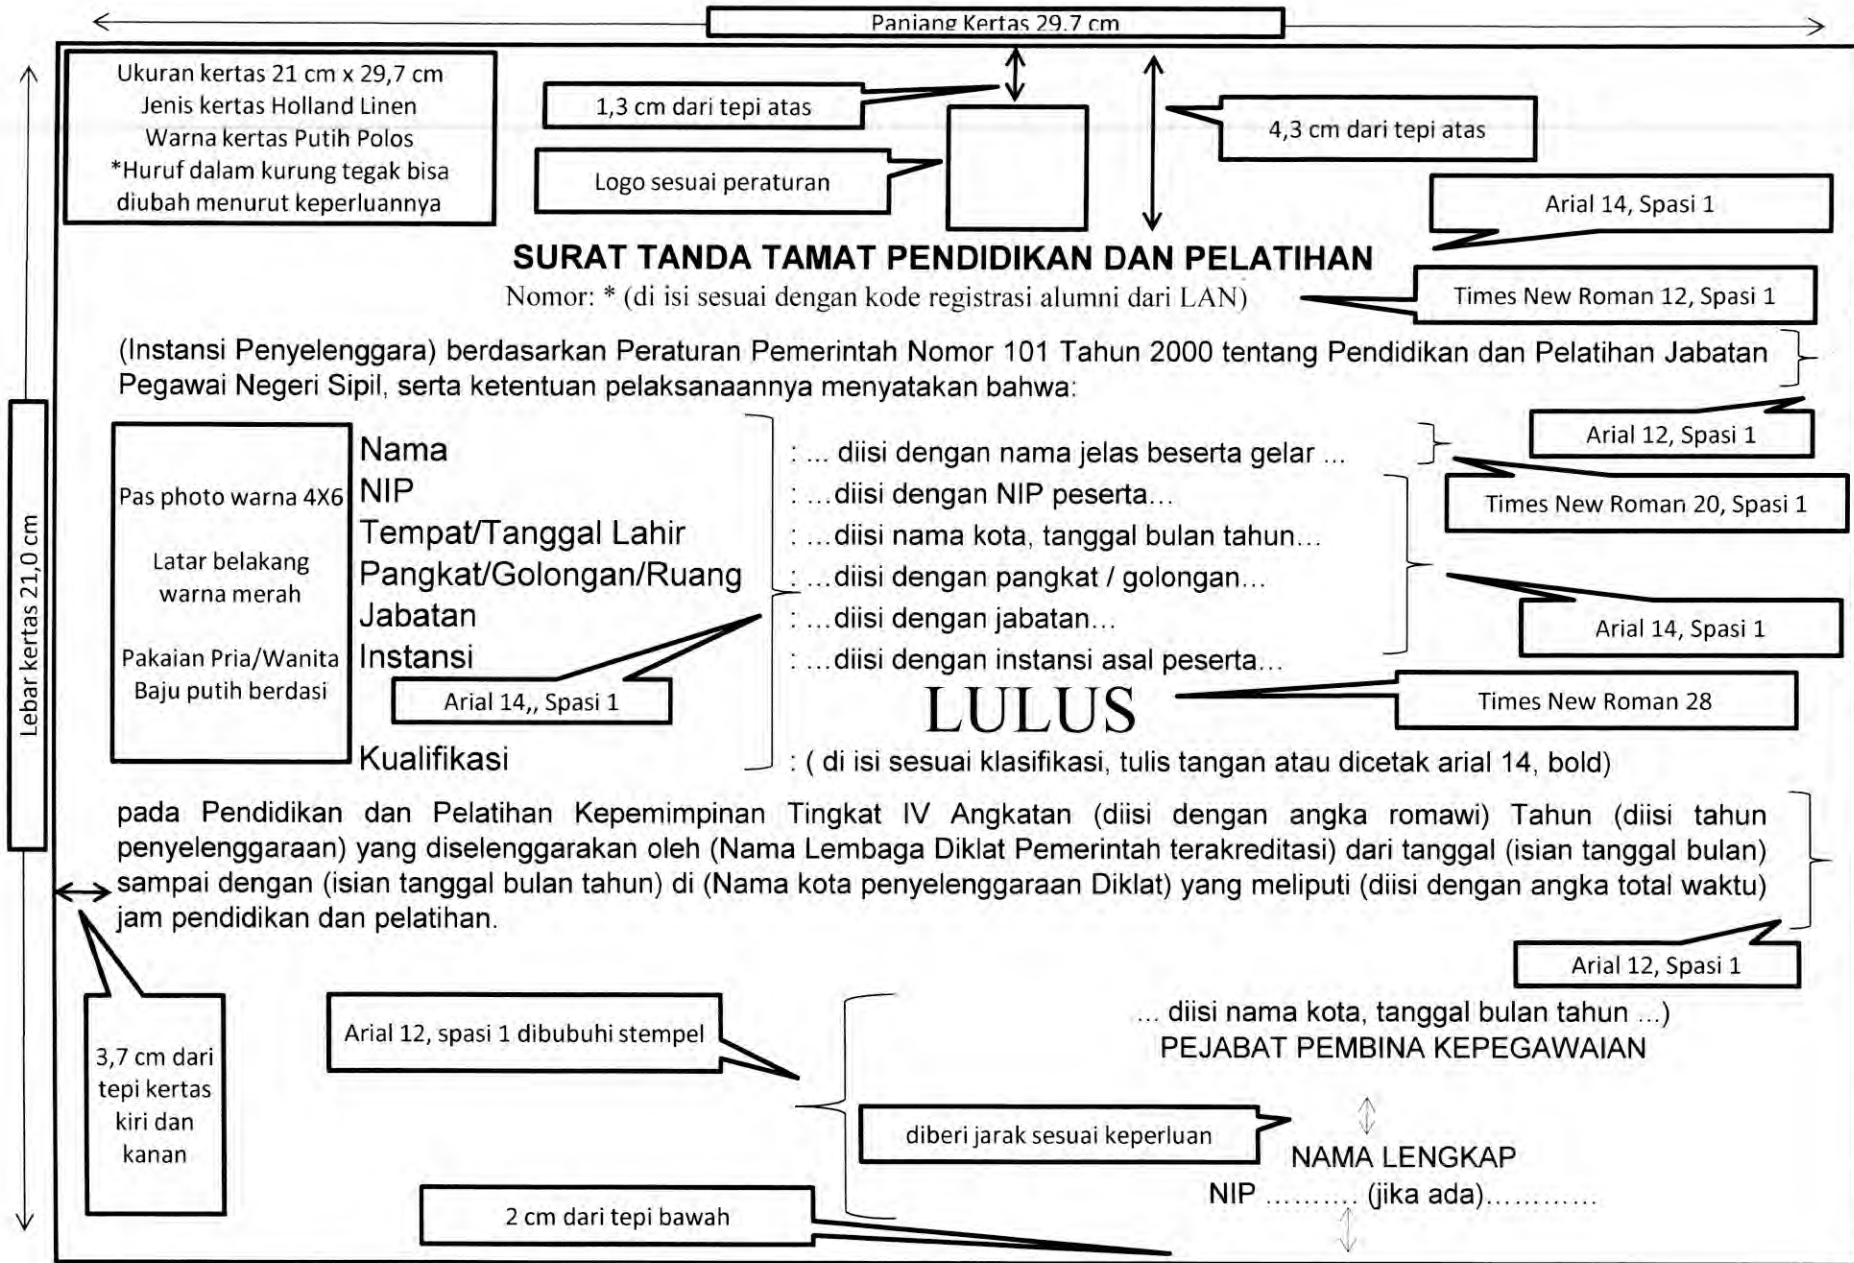 Panjang Kertas 29.7 cm
Ukuran kertas 21 cm x 29,7 cm
Jenis kertas Holland Linen
Warna kertas Putih Polos
*Huruf dalam kurung tegak bisa
diubah menurut keperluannya
1,3 cm dari tepi atas
4,3 cm dari tepi atas
Logo sesuai peraturan
Arial 14, Spasi 1
SURAT TANDA TAMAT PENDIDIKAN DAN PELATIHAN
Nomor: * (di isi sesuai dengan kode registrasi alumni dari LAN)
Times New Roman 12, Spasi 1
(Instansi Penyelenggara) berdasarkan Peraturan Pemerintah Nomor 101 Tahun 2000 tentang Pendidikan dan Pelatihan Jabatan
Pegawai Negeri Sipil, serta ketentuan pelaksanaannya menyatakan bahwa:
Arial 12, Spasi 1
Lebar kertas 21,0 cm
Pas photo warna 4X6
Latar belakang
warna merah
Pakaian Pria/Wanita
Baju putih berdasi
Nama : ... diisi dengan nama jelas beserta gelar ...
NIP : ...diisi dengan NIP peserta...
Times New Roman 20, Spasi 1
Tempat/Tanggal Lahir : ...diisi nama kota, tanggal bulan tahun...
Pangkat/Golongan/Ruang : ...diisi dengan pangkat / golongan...
Jabatan : ...diisi dengan jabatan...
Arial 14, Spasi 1
Instansi : ...diisi dengan instansi asal peserta...
Arial 14,, Spasi 1
LULUS
Times New Roman 28
Kualifikasi : ( di isi sesuai klasifikasi, tulis tangan atau dicetak arial 14, bold)
pada Pendidikan dan Pelatihan Kepemimpinan Tingkat IV Angkatan (diisi dengan angka romawi) Tahun (diisi tahun
penyelenggaraan) yang diselenggarakan oleh (Nama Lembaga Diklat Pemerintah terakreditasi) dari tanggal (isian tanggal bulan)
sampai dengan (isian tanggal bulan tahun) di (Nama kota penyelenggaraan Diklat) yang meliputi (diisi dengan angka total waktu)
jam pendidikan dan pelatihan.
Arial 12, Spasi 1
3,7 cm dari
tepi kertas
kiri dan
kanan
Arial 12, spasi 1 dibubuhi stempel
... diisi nama kota, tanggal bulan tahun ...)
PEJABAT PEMBINA KEPEGAWAIAN
diberi jarak sesuai keperluan
NAMA LENGKAP
NIP .......... (jika ada)............
2 cm dari tepi bawah